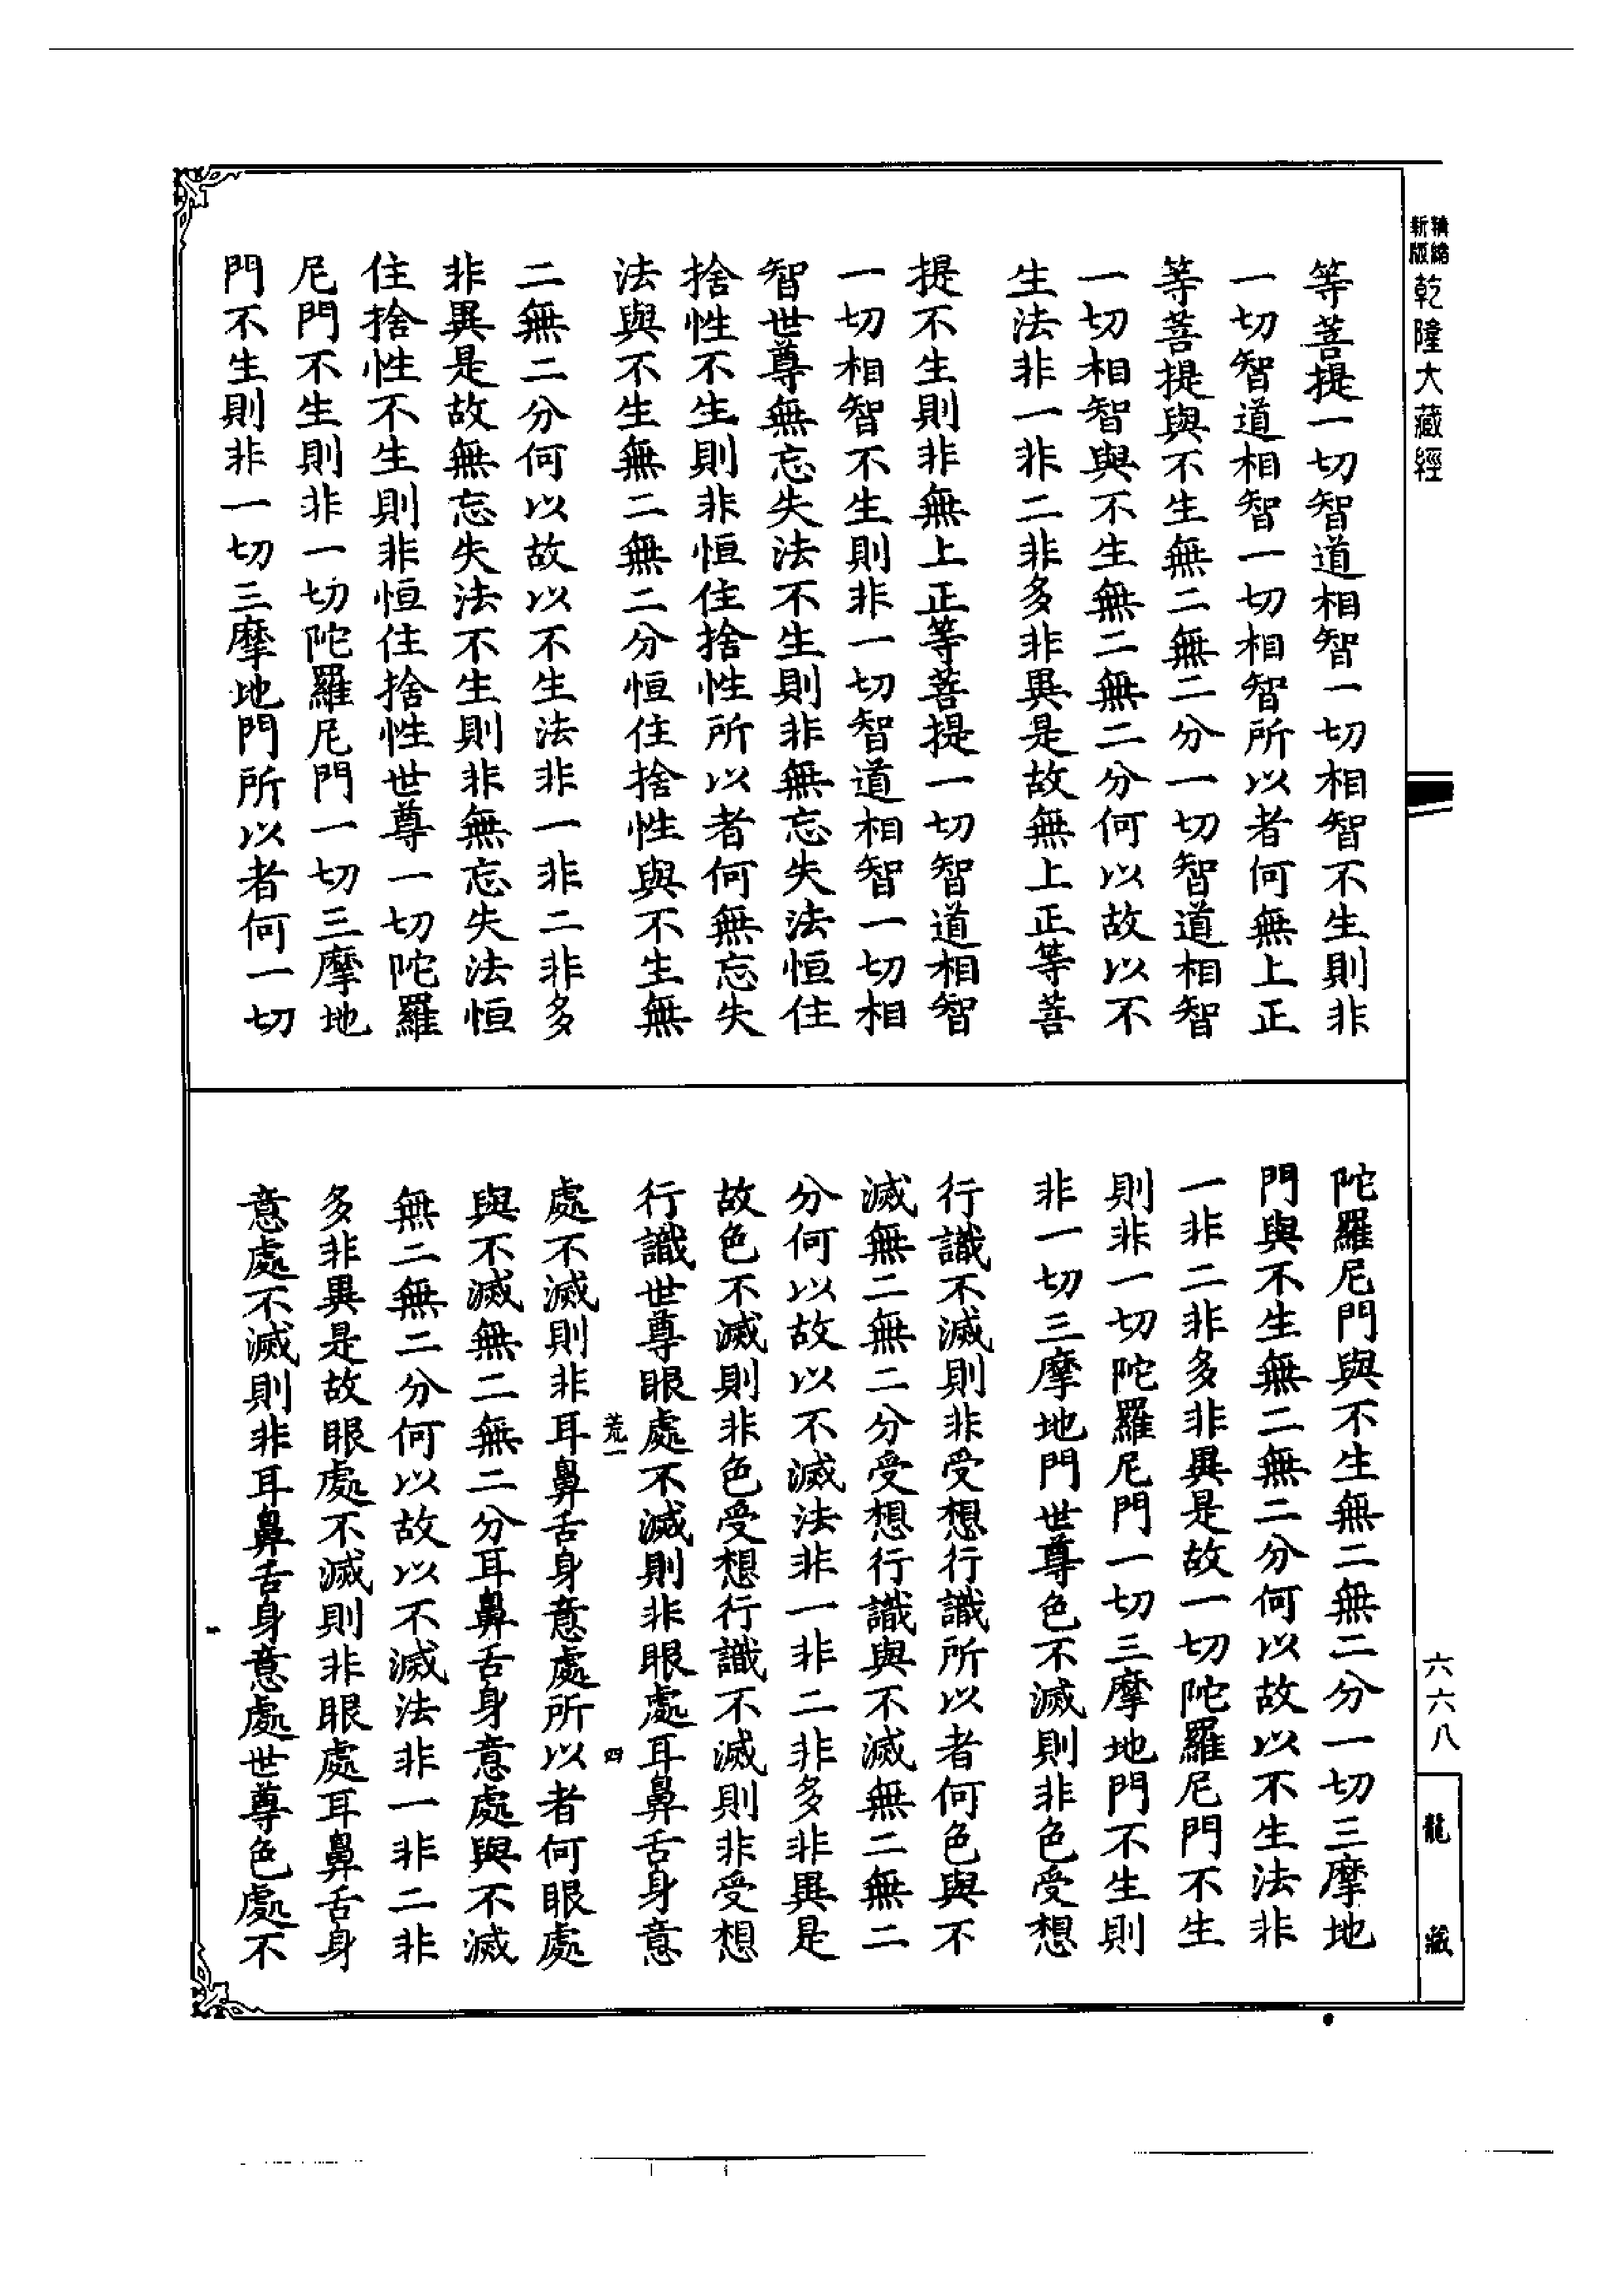 精縮
新版
乾隆大藏經
等菩提一切智道相智一切相智不生則非
一切智道相智一切相智所以者何無上正
等菩提與不生無二無二分一切智道相智
一切相智與不生無二無二分何以故以不
生法非一非二非多非異是故無上正等菩
提不生則非無上正等菩提一切智道相智
一切相智不生則非一切智道相智一切相
智世尊無忘失法不生則非無忘失法恒住
捨性不生則非恒住捨性所以者何無忘失
法與不生無二無二分恒住捨性與不生無
二無二分何以故以不生法非一非二非多
非異是故無忘失法不生則非無忘失法恒
住捨性不生則非恒住捨性世尊一切陀羅
尼門不生則非一切陀羅尼門一切三摩地
門不生則非一切三摩地門所以者何一切
陀羅尼門與不生無二無二分一切三摩地
門與不生無二無二分何以故以不生法非
一非二非多非異是故一切陀羅尼門不生
則非一切陀羅尼門一切三摩地門不生則
非一切三摩地門世尊色不滅則非色受想
行識不滅則非受想行識所以者何色與不
滅無二無二分受想行識與不滅無二無二
分何以故以不滅法非一非二非多非異是
故色不滅則非色受想行識不滅則非受想
行識世尊眼處不滅則非眼處耳鼻舌身意
荒一
四
處不滅則非耳鼻舌身意處所以者何眼處
與不滅無二無二分耳鼻舌身意處與不滅
無二無二分何以故以不滅法非一非二非
多非異是故眼處不滅則非眼處耳鼻舌身
意處不滅則非耳鼻舌身意處世尊色處不
六六八
龍藏